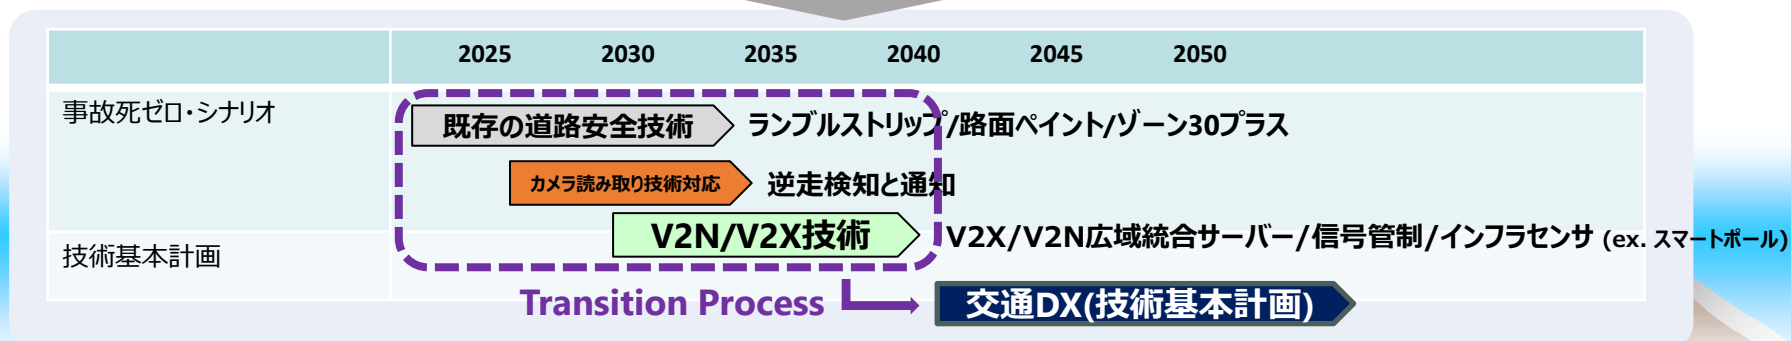 2025 2030 2035 2040 2045 2050
事故死ゼロ・シナリオ
既存の道路安全技術 ランブルストリップ/路面ペイント/ゾーン30プラス
カメラ読み取り技術対応 逆走検知と通知
V2N/V2X技術 V2X/V2N広域統合サーバー/信号管制/インフラセンサ (ex. スマートポール)
技術基本計画
Transition Process 交通DX(技術基本計画)